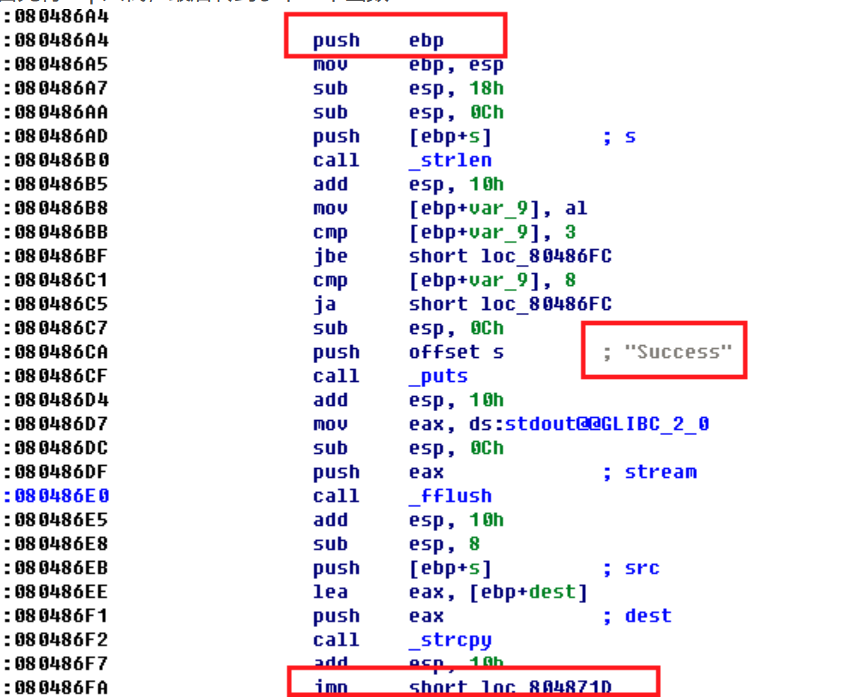 :080486A4
:080486A4 push ebp
:080486A5 mov ebp, esp
:080486A7 sub esp, 18h
:080486AA sub esp, 0Ch
:080486AD push [ebp+s] ; s
:080486B0 call _strlen
:080486B5 add esp, 10h
:080486B8 mov [ebp+var_9], al
:080486BB cmp [ebp+var_9], 3
:080486BF jbe short loc_80486FC
:080486C1 cmp [ebp+var_9], 8
:080486C5 ja short loc_80486FC
:080486C7 sub esp, 0Ch
:080486CA push offset s ; "Success"
:080486CF call _puts
:080486D4 add esp, 10h
:080486D7 mov eax, ds:stdout@@GLIBC_2_0
:080486DC sub esp, 0Ch
:080486DF push eax ; stream
:080486E0 call _fflush
:080486E5 add esp, 10h
:080486E8 sub esp, 8
:080486EB push [ebp+s] ; src
:080486EE lea eax, [ebp+dest]
:080486F1 push eax ; dest
:080486F2 call _strcpy
:080486F7 add esp, 10h
:080486FA jmp short loc_804871D